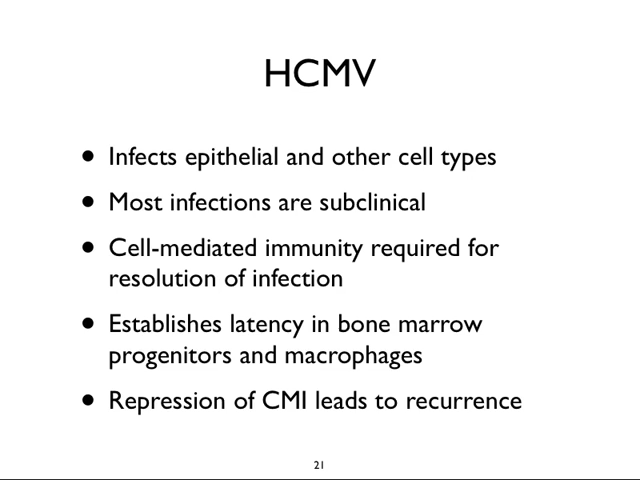 HCMV
• Infects epithelial and other cell types
• Most infections are subclinical
• Cell-mediated immunity required for
resolution of infection
• Establishes latency in bone marrow
progenitors and macrophages
• Repression of CMI leads to recurrence
21